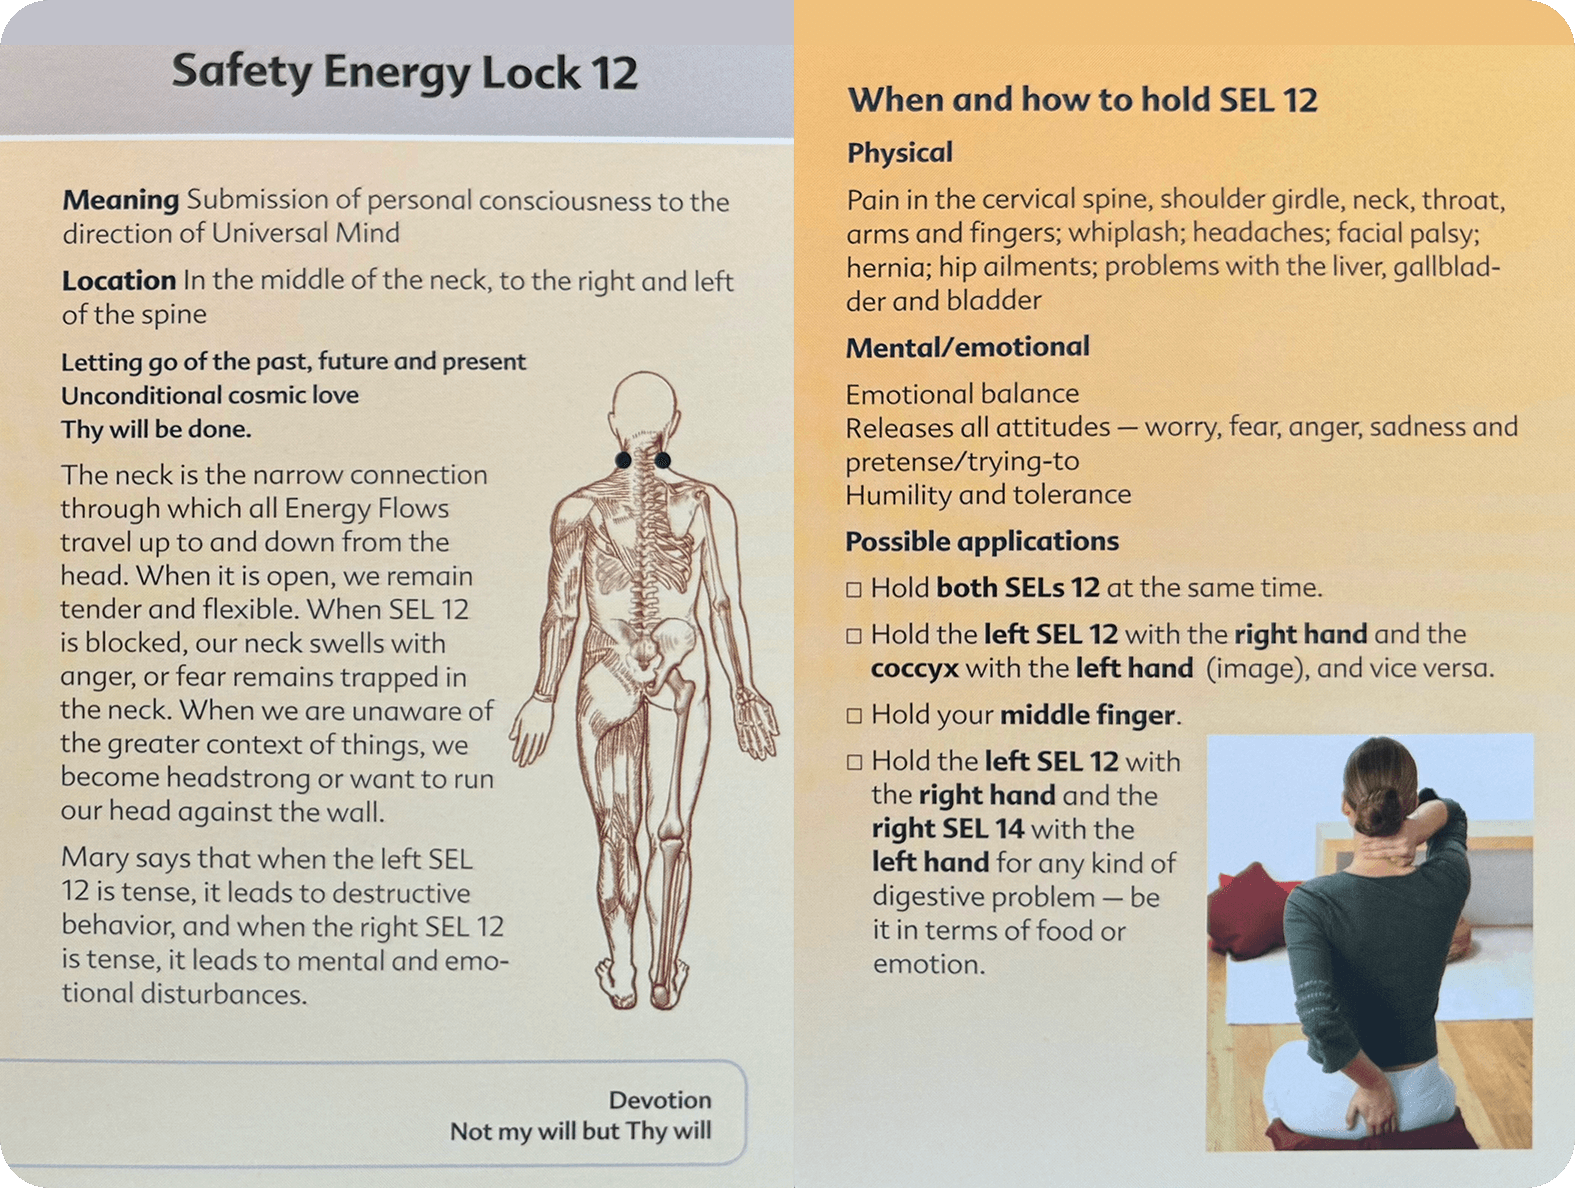 Safety Energy Lock 12
Meaning Submission of personal consciousness to the
direction of Universal Mind
Location In the middle of the neck, to the right and left
of the spine
Letting go of the past, future and present
Unconditional cosmic love
Thy will be done.
The neck is the narrow connection
through which all Energy Flows
travel up to and down from the
head. When it is open, we remain
tender and flexible. When SEL 12
is blocked, our neck swells with
anger, or fear remains trapped in
the neck. When we are unaware of
the greater context of things, we
become headstrong or want to run
our head against the wall.
Mary says that when the left SEL
12 is tense, it leads to destructive
behavior, and when the right SEL 12
is tense, it leads to mental and emo-
tional disturbances.
Devotion
Not my will but Thy will
When and how to hold SEL 12
Physical
Pain in the cervical spine, shoulder girdle, neck, throat,
arms and fingers; whiplash; headaches; facial palsy;
hernia; hip ailments; problems with the liver, gallblad-
der and bladder
Mental/emotional
Emotional balance
Releases all attitudes — worry, fear, anger, sadness and
pretense/trying-to
Humility and tolerance
Possible applications
□ Hold both SELs 12 at the same time.
□ Hold the left SEL 12 with the right hand and the
coccyx with the left hand (image), and vice versa.
□ Hold your middle finger.
□ Hold the left SEL 12 with
the right hand and the
right SEL 14 with the
left hand for any kind of
digestive problem — be
it in terms of food or
emotion.